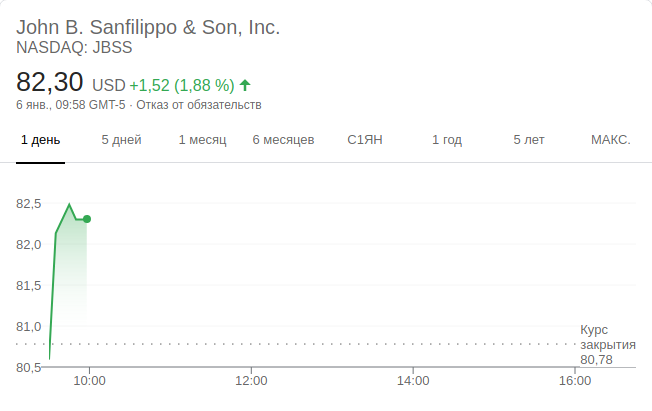 John B. Sanfilippo & Son, Inc.
NASDAQ: JBSS
82,30 USD +1,52 (1,88 %)
6 янв., 09:58 GMT-5 · Отказ от обязательств
1 день 5 дней 1 месяц 6 месяцев С1ЯН 1 год 5 лет МАКС.
82,5
82,0
81,5
81,0
Курс
закрытия
80,78
80,5
10:00 12:00 14:00 16:00